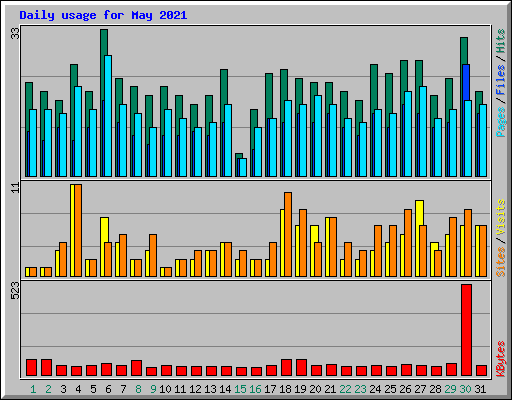 Daily usage for May 2021
33
Pages / Files / Hits
11
Sites / Visits
523
KBytes
1 2 3 4 5 6 7 8 9 10 11 12 13 14 15 16 17 18 19 20 21 22 23 24 25 26 27 28 29 30 31